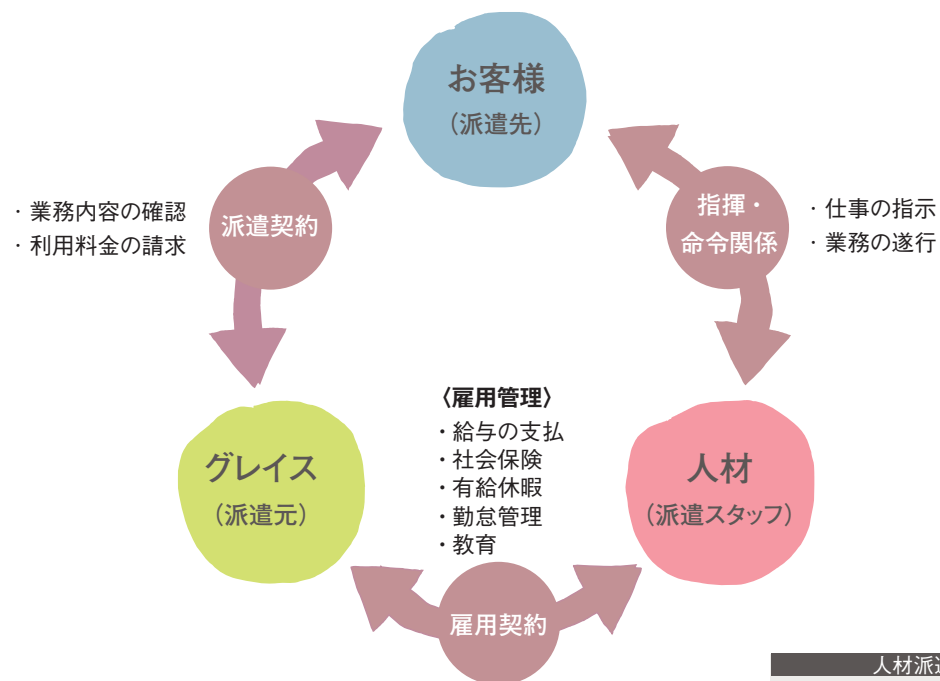 お客様
（派遣先）
・業務内容の確認
・利用料金の請求
派遣契約
指揮・
命令関係
・仕事の指示
・業務の遂行
〈雇用管理〉
・給与の支払
・社会保険
・有給休暇
・勤怠管理
・教育
グレイス
（派遣元）
人材
（派遣スタッフ）
雇用契約
人材派